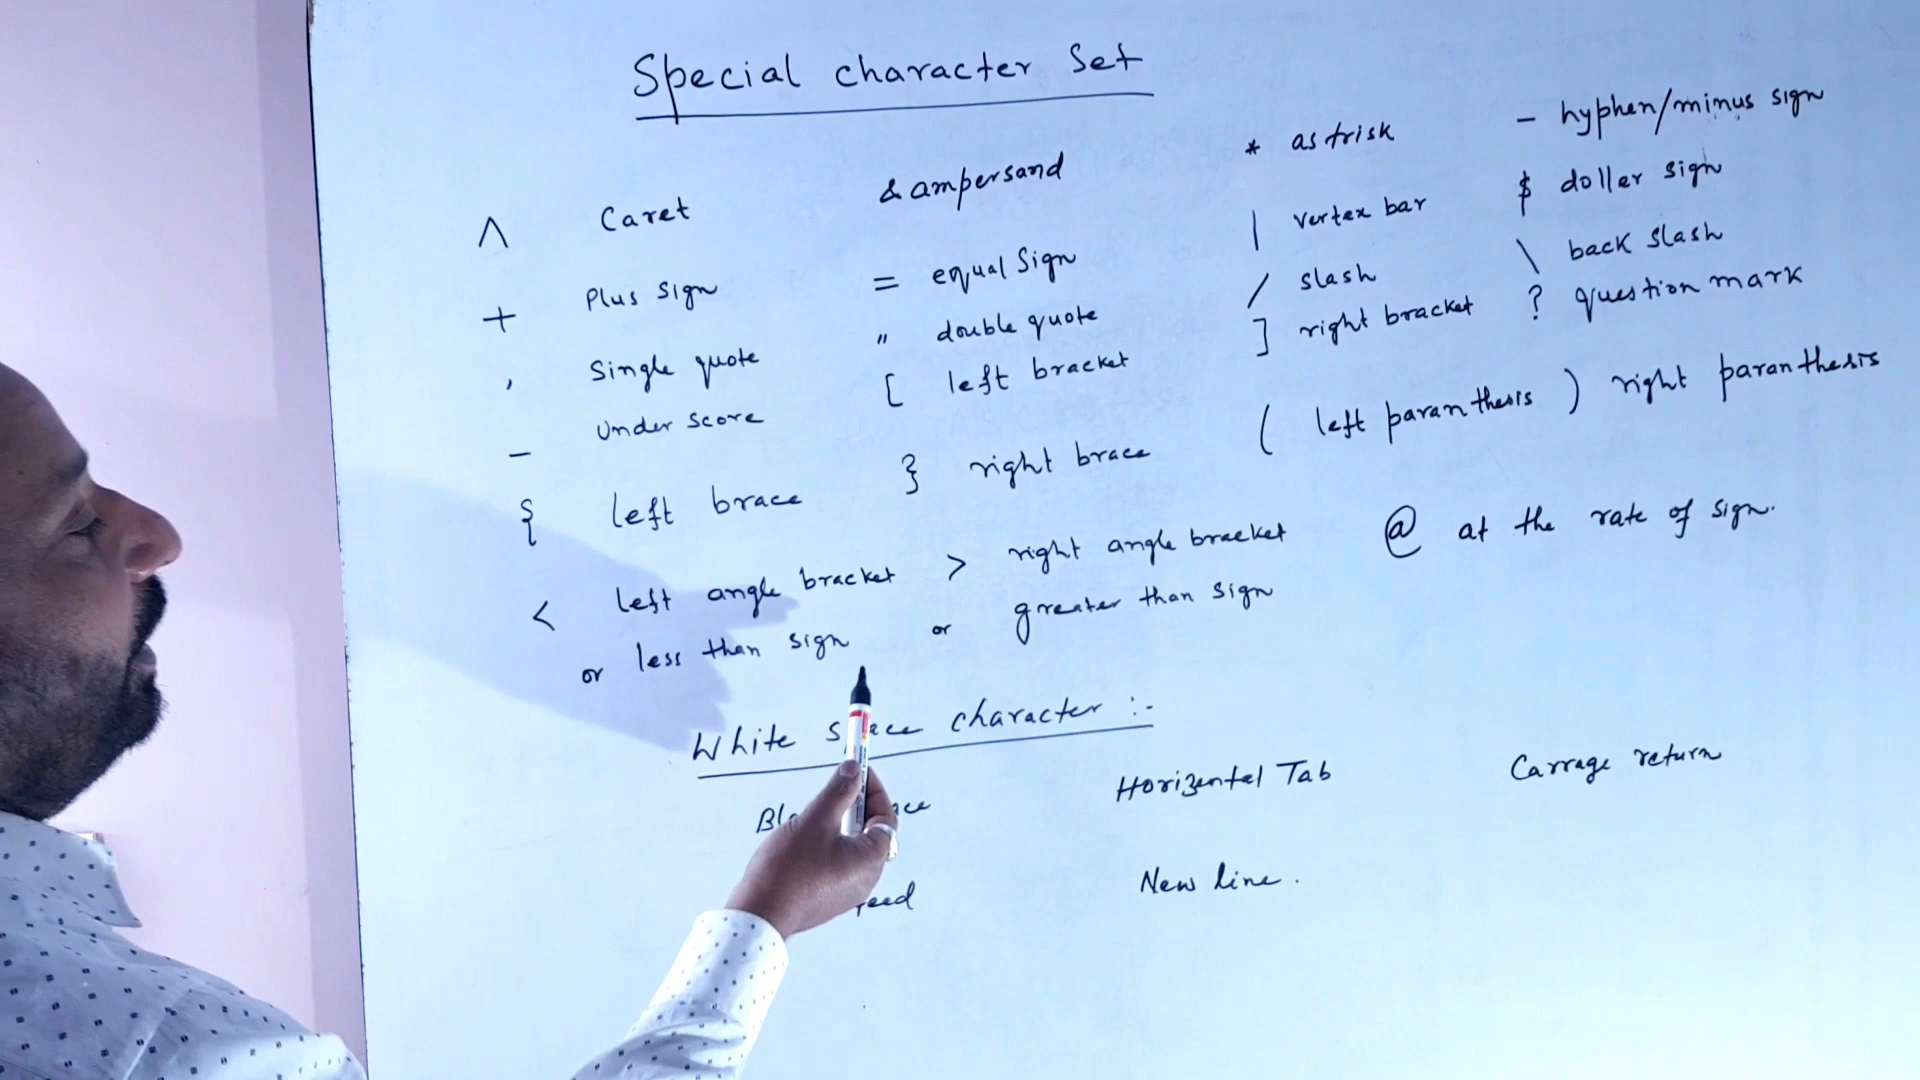 Special character Set
^ Caret & ampersand * astrisk - hyphen/minus sign
+ Plus Sign = equal Sign | vertex bar $ doller sign
, Single quote " double quote / slash \ back slash
_ Under score [ left bracket ] right bracket ? question mark
{ left brace } right brace ( left paranthesis ) right paranthesis
< left angle bracket > right angle bracket @ at the rate of sign.
or less than sign or greater than sign
White space character :-
Horizental Tab Carrage return
feed New line.